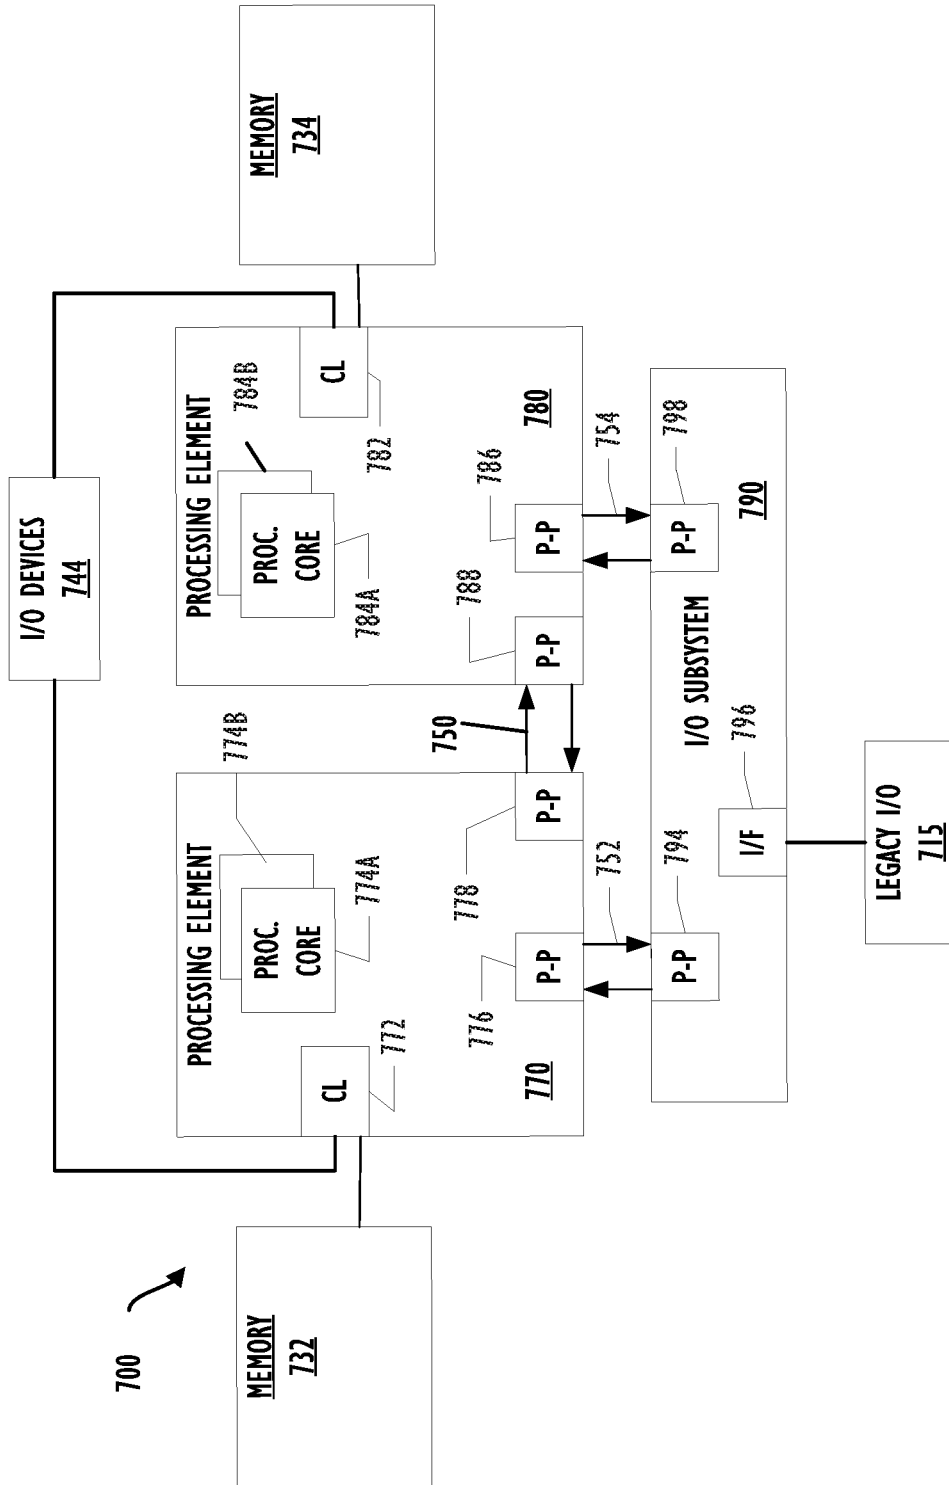 700
I/O DEVICES
744
MEMORY
732
MEMORY
734
PROCESSING ELEMENT
774B
PROC.
CORE
774A
CL
772
770
776
P-P
778
P-P
750
PROCESSING ELEMENT
784B
PROC.
CORE
784A
CL
782
780
788
P-P
786
P-P
752
754
794
P-P
798
P-P
I/O SUBSYSTEM
790
796
I/F
LEGACY I/O
715